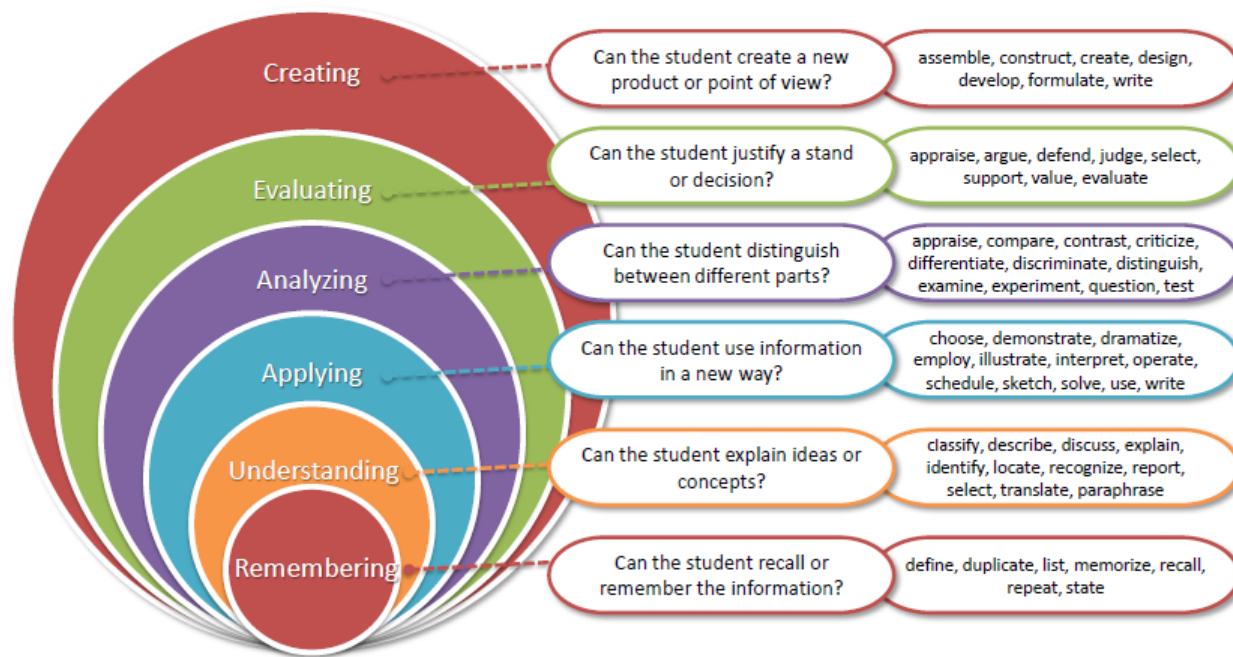 Creating
Can the student create a new
product or point of view?
assemble, construct, create, design,
develop, formulate, write
Evaluating
Can the student justify a stand
or decision?
appraise, argue, defend, judge, select,
support, value, evaluate
Analyzing
Can the student distinguish
between different parts?
appraise, compare, contrast, criticize,
differentiate, discriminate, distinguish,
examine, experiment, question, test
Applying
Can the student use information
in a new way?
choose, demonstrate, dramatize,
employ, illustrate, interpret, operate,
schedule, sketch, solve, use, write
Understanding
Can the student explain ideas or
concepts?
classify, describe, discuss, explain,
identify, locate, recognize, report,
select, translate, paraphrase
Remembering
Can the student recall or
remember the information?
define, duplicate, list, memorize, recall,
repeat, state